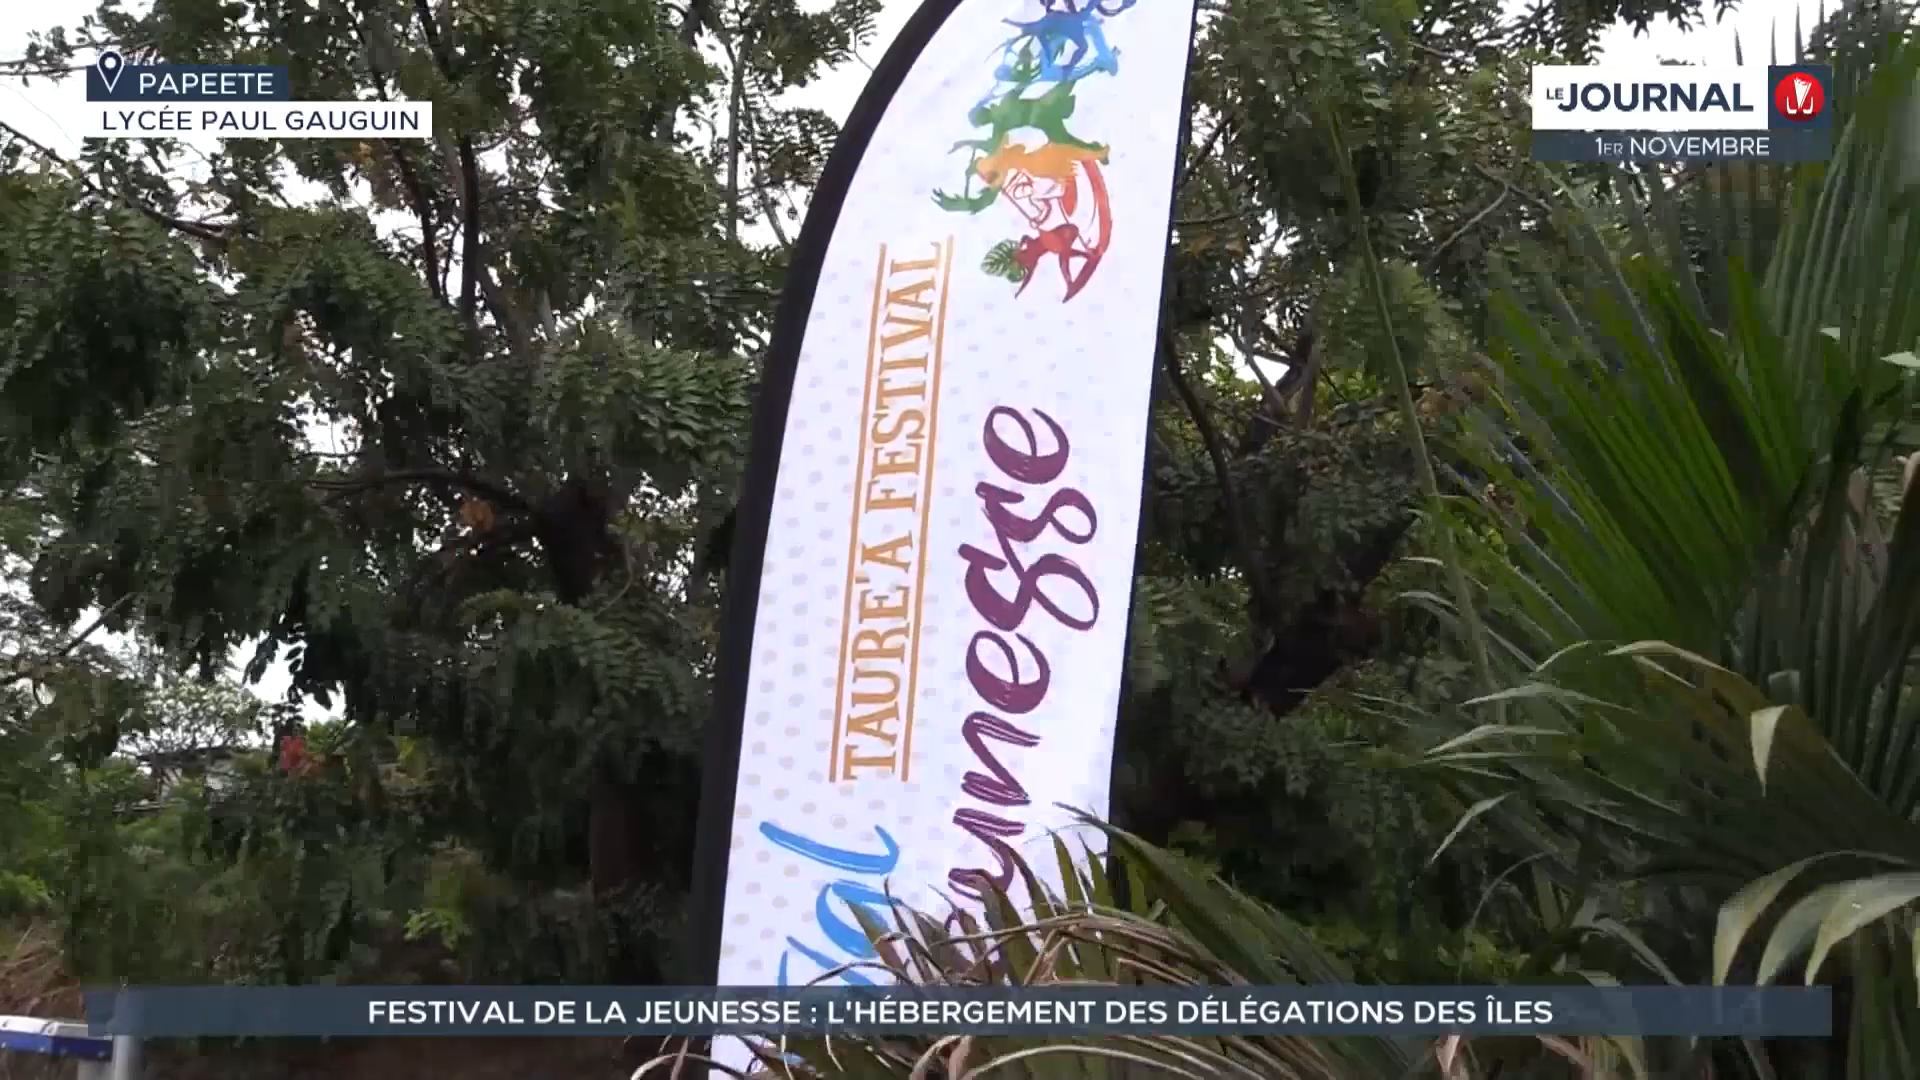 PAPEETE
LYCÉE PAUL GAUGUIN
LE JOURNAL
1ER NOVEMBRE
TAURE'A FESTIVAL
FESTIVAL DE LA JEUNESSE : L'HÉBERGEMENT DES DÉLÉGATIONS DES ÎLES